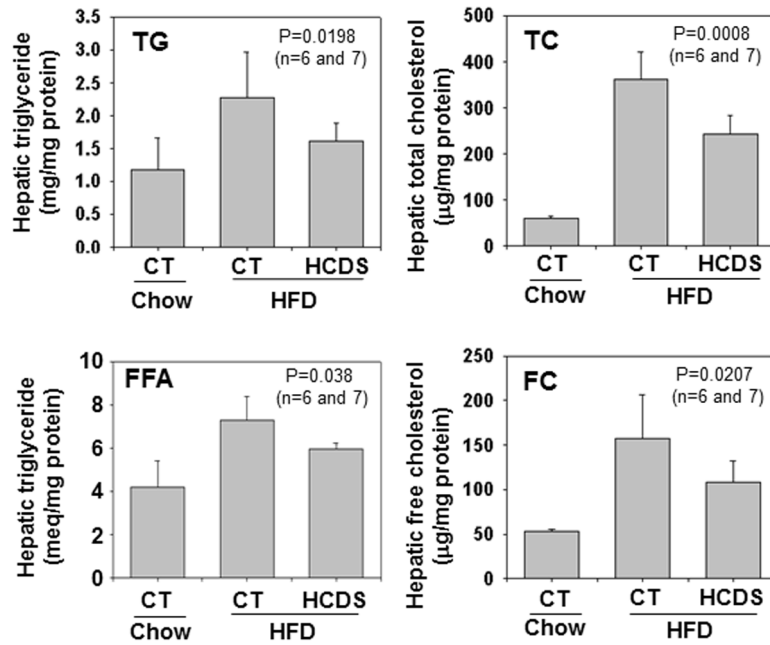 Hepatic triglyceride
(mg/mg protein)
3.5
3.0
2.5
2.0
1.5
1.0
0.5
0.0
TG
P=0.0198
(n=6 and 7)
CT
CT
HCDS
Chow
HFD
Hepatic total cholesterol
(µg/mg protein)
500
400
300
200
100
0
TC
P=0.0008
(n=6 and 7)
CT
CT
HCDS
Chow
HFD
Hepatic triglyceride
(meq/mg protein)
10
8
6
4
2
0
FFA
P=0.038
(n=6 and 7)
CT
CT
HCDS
Chow
HFD
Hepatic free cholesterol
(µg/mg protein)
250
200
150
100
50
0
FC
P=0.0207
(n=6 and 7)
CT
CT
HCDS
Chow
HFD